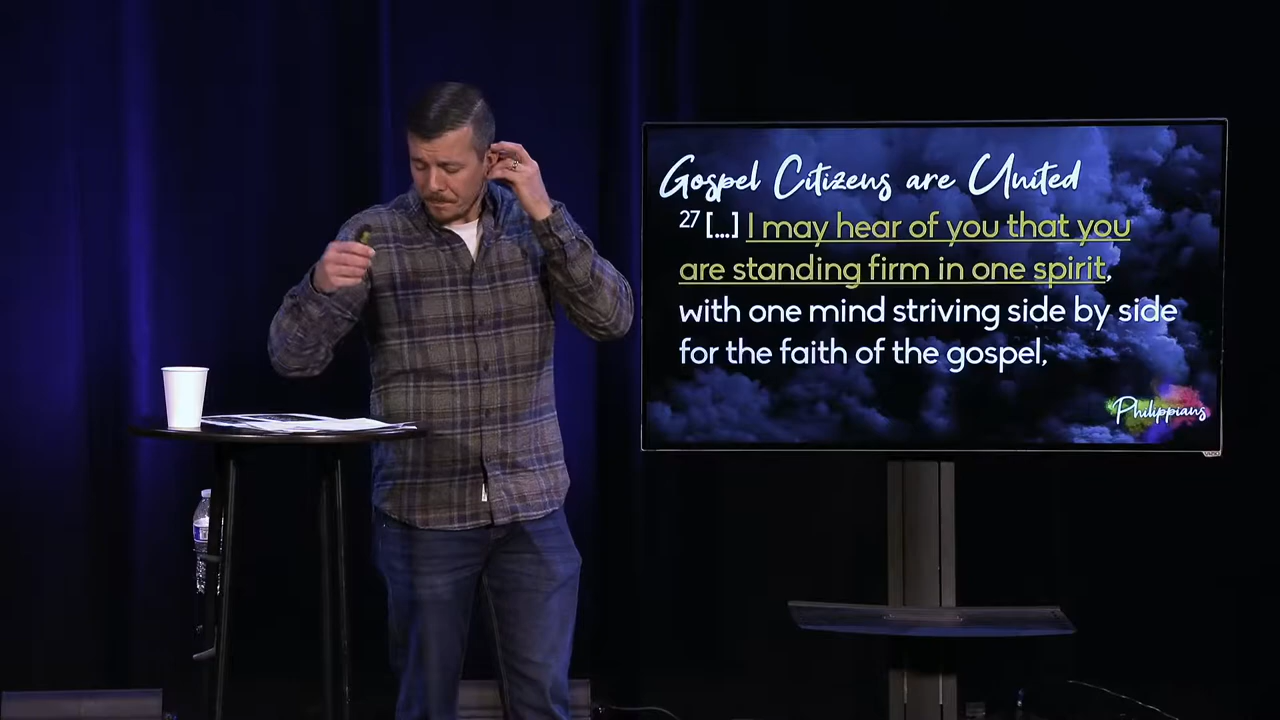 Gospel Citizens are United
27 [...] I may hear of you that you
are standing firm in one spirit,
with one mind striving side by side
for the faith of the gospel,
Philippians
VIZIO